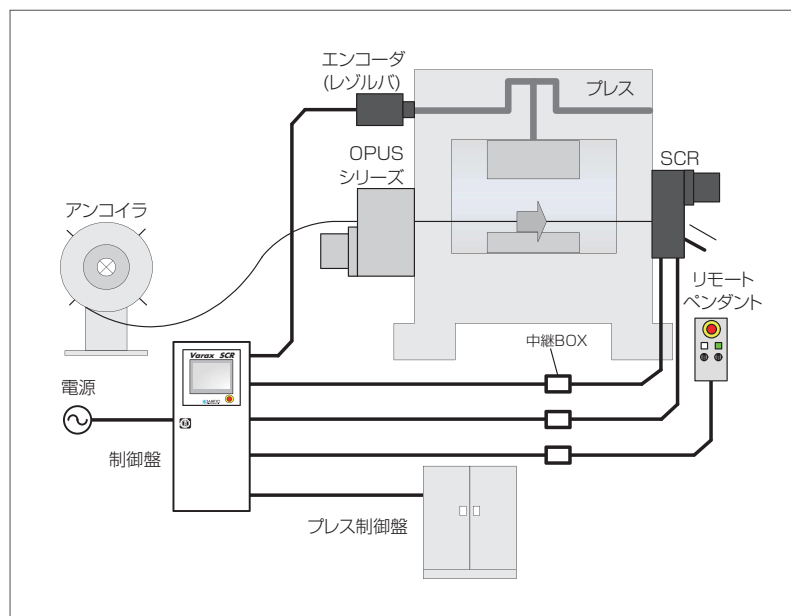 エンコーダ
(レゾルバ)
プレス
OPUS
シリーズ
SCR
アンコイラ
リモート
ペンダント
中継BOX
Varax SCR
電源
制御盤
プレス制御盤